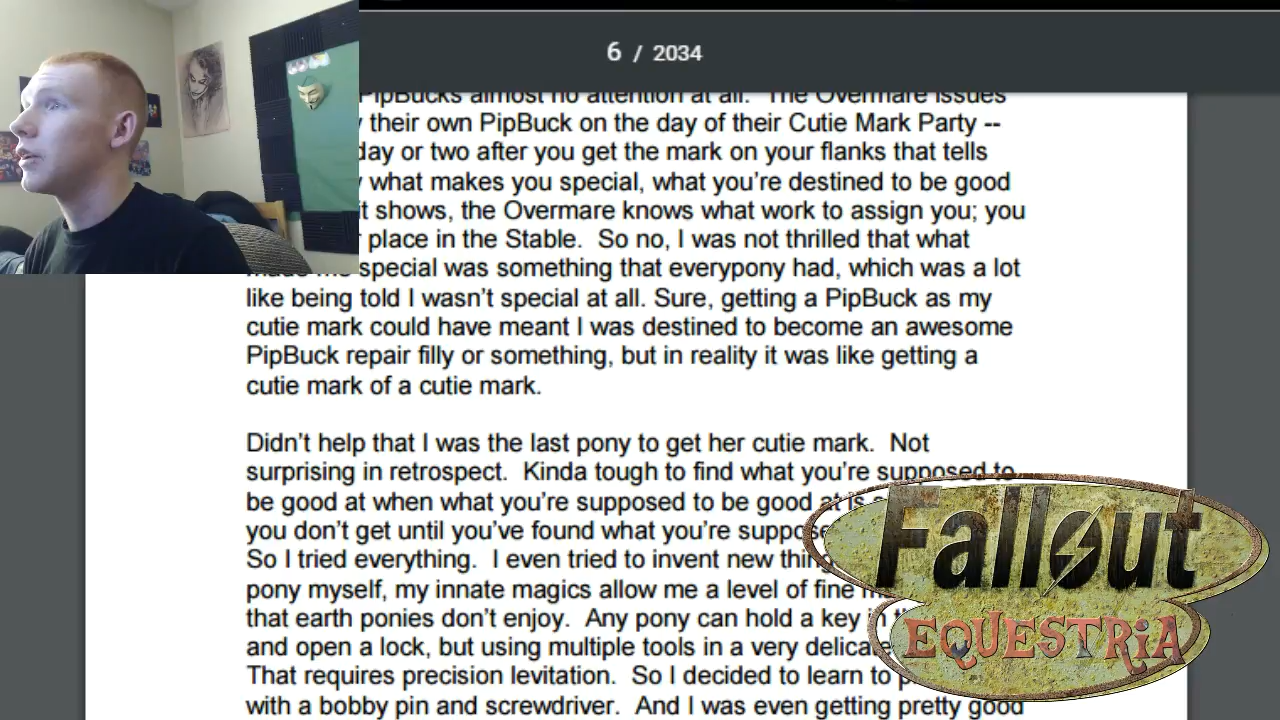 6 / 2034
PipBucks almost no attention at all. The Overmare issues
their own PipBuck on the day of their Cutie Mark Party --
day or two after you get the mark on your flanks that tells
what makes you special, what you're destined to be good
it shows, the Overmare knows what work to assign you; you
place in the Stable. So no, I was not thrilled that what
special was something that everypony had, which was a lot
like being told I wasn't special at all. Sure, getting a PipBuck as my
cutie mark could have meant I was destined to become an awesome
PipBuck repair filly or something, but in reality it was like getting a
cutie mark of a cutie mark.
Didn't help that I was the last pony to get her cutie mark. Not
surprising in retrospect. Kinda tough to find what you're supposed to
be good at when what you're supposed to be good at is
you don't get until you've found what you're
So I tried everything. I even tried to invent new
pony myself, my innate magics allow me a level of fine
that earth ponies don't enjoy. Any pony can hold a key in
and open a lock, but using multiple tools in a very
That requires precision levitation. So I decided to learn to
with a bobby pin and screwdriver. And I was even getting pretty good
Fallout
EQUESTRiA